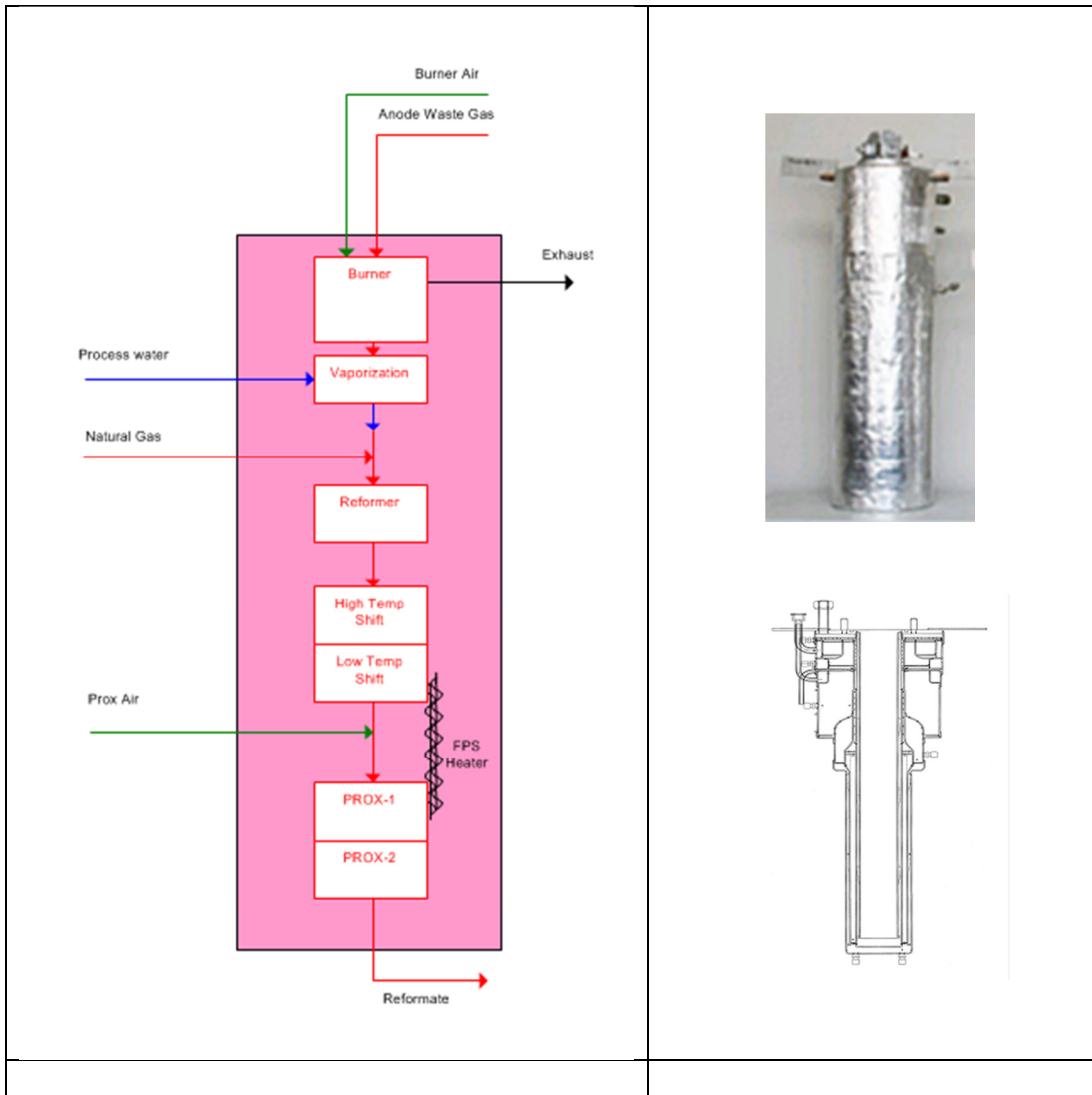 Burner Air
Anode Waste Gas
Burner
Exhaust
Process water
Vaporization
Natural Gas
Reformer
High Temp
Shift
Low Temp
Shift
Prox Air
FPS
Heater
PROX-1
PROX-2
Reformate